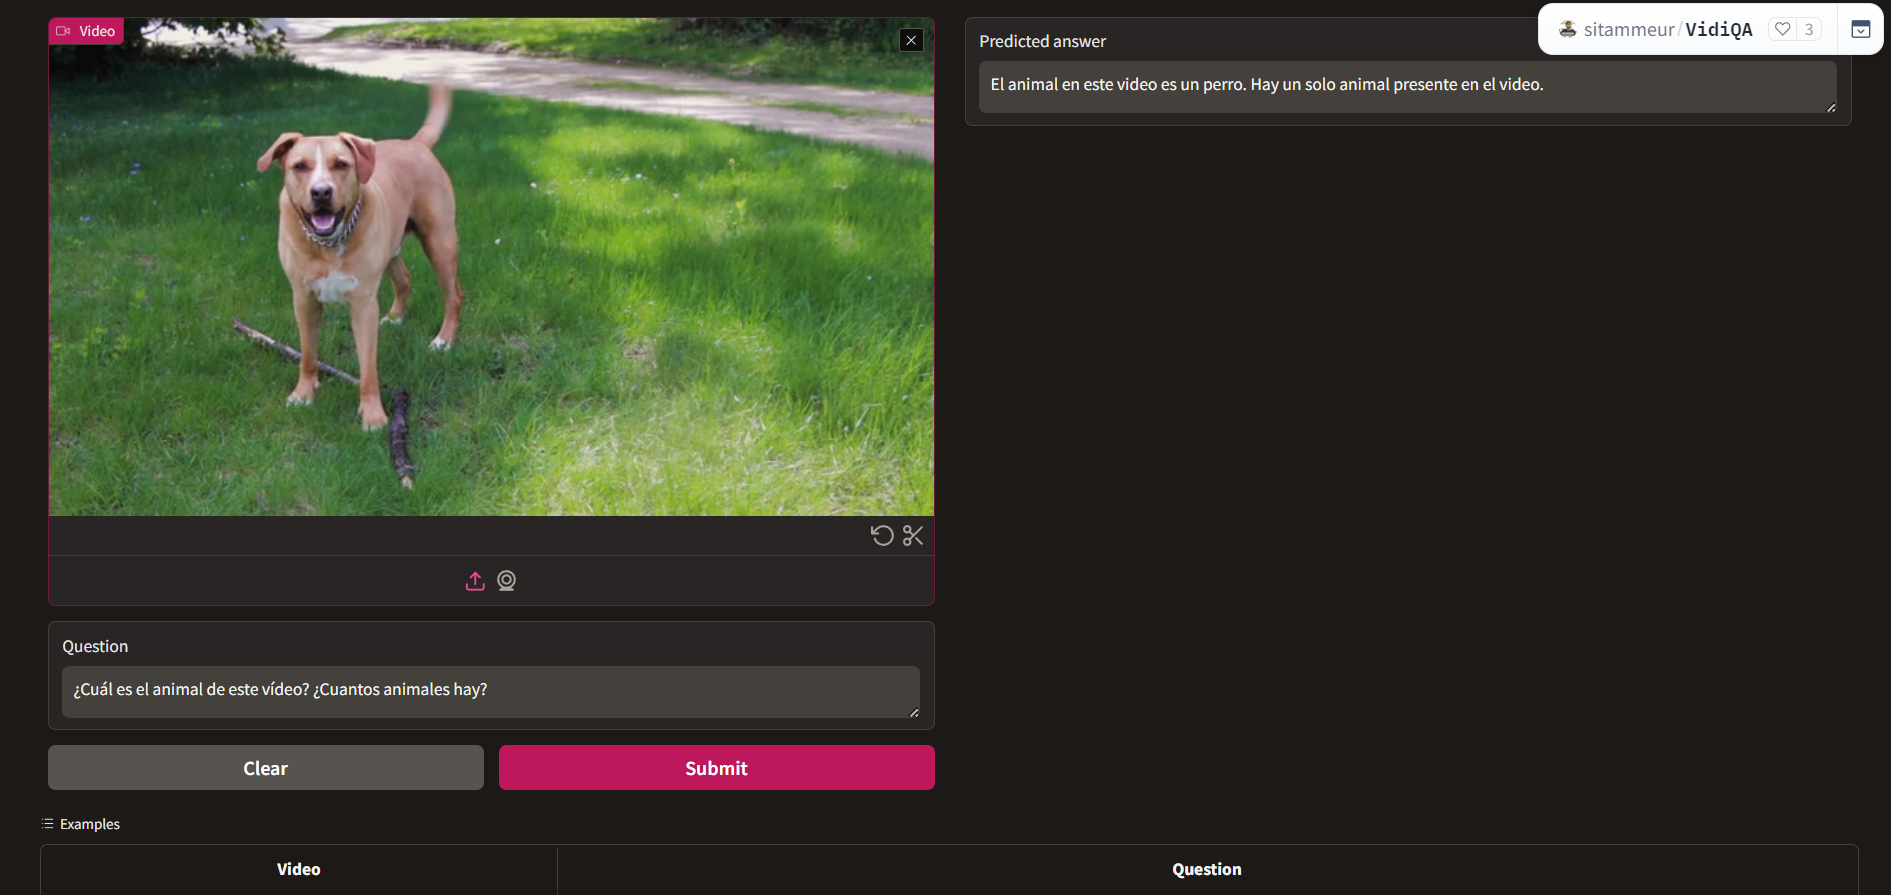 Video
Predicted answer
El animal en este video es un perro. Hay un solo animal presente en el video.
sitammeur/VidiQA
3
Question
¿Cuál es el animal de este vídeo? ¿Cuantos animales hay?
Clear
Submit
Examples
Video
Question